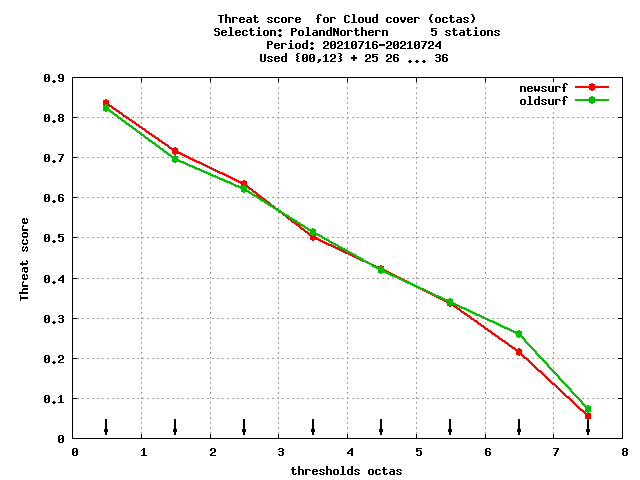 Threat score  for Cloud cover (octas)
Selection: PolandNorthern      5 stations
Period: 20210716-20210724
Used {00,12} + 25 26 ... 36
newsurf
oldsurf
0.9
0.8
0.7
0.6
0.5
0.4
0.3
0.2
0.1
0
Threat score
0 1 2 3 4 5 6 7 8
thresholds octas